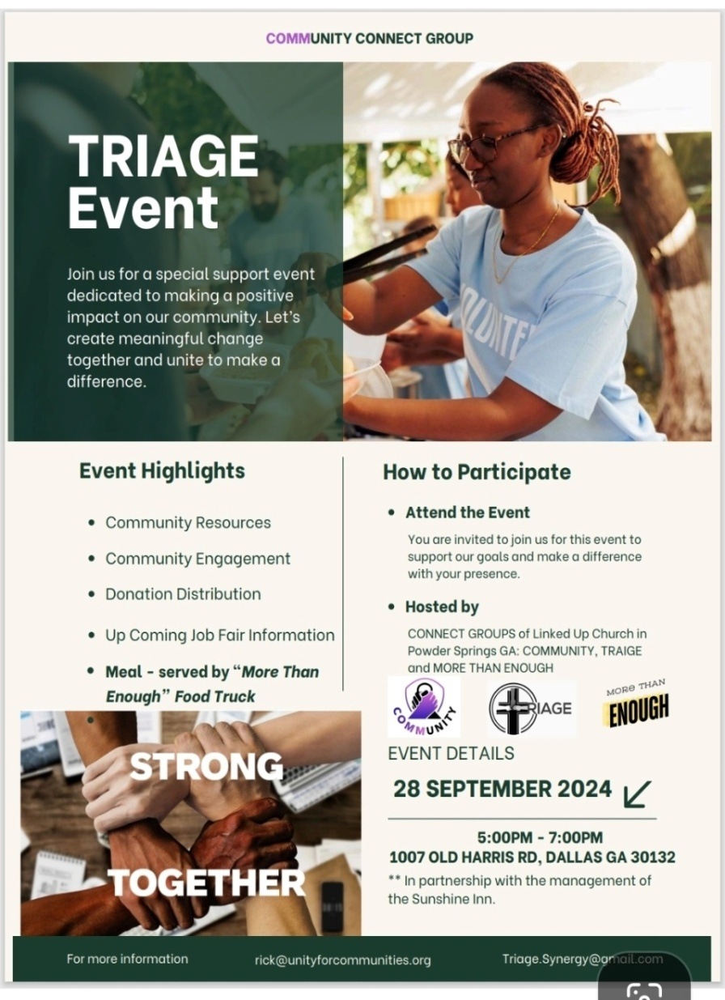 COMMUNITY CONNECT GROUP
TRIAGE
Event
Join us for a special support event
dedicated to making a positive
impact on our community. Let's
create meaningful change
together and unite to make a
difference.
VOLUNTE
Event Highlights
• Community Resources
• Community Engagement
• Donation Distribution
• Up Coming Job Fair Information
• Meal - served by "More Than
Enough" Food Truck
•
How to Participate
• Attend the Event
You are invited to join us for this event to
support our goals and make a difference
with your presence.
• Hosted by
CONNECT GROUPS of Linked Up Church in
Powder Springs GA: COMMUNITY, TRAIGE
and MORE THAN ENOUGH
COMMUNITY
TRIAGE
MORE THAN
ENOUGH
STRONG
TOGETHER
EVENT DETAILS
28 SEPTEMBER 2024
5:00PM - 7:00PM
1007 OLD HARRIS RD, DALLAS GA 30132
** In partnership with the management of
the Sunshine Inn.
For more information
rick@unityforcommunities.org
Triage.Synergy@gmail.com